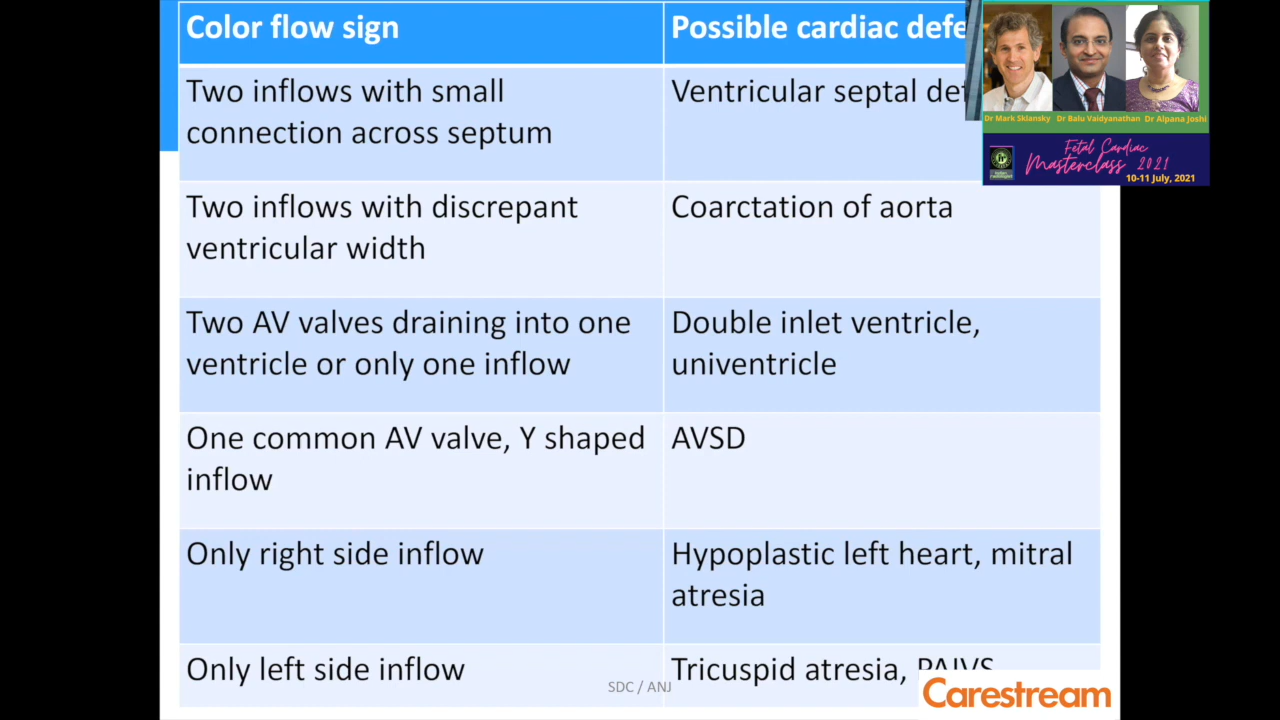 Color flow sign
Possible cardiac defe
Two inflows with small
connection across septum
Ventricular septal def
Two inflows with discrepant
ventricular width
Coarctation of aorta
Two AV valves draining into one
ventricle or only one inflow
Double inlet ventricle,
univentricle
One common AV valve, Y shaped
inflow
AVSD
Only right side inflow
Hypoplastic left heart, mitral
atresia
Only left side inflow
Tricuspid atresia, PAIVS
SDC / ANJ
Carestream
Dr Mark Sklansky Dr Balu Vaidyanathan Dr Alpana Joshi
Fetal Cardiac
Masterclass 2021
10-11 July, 2021